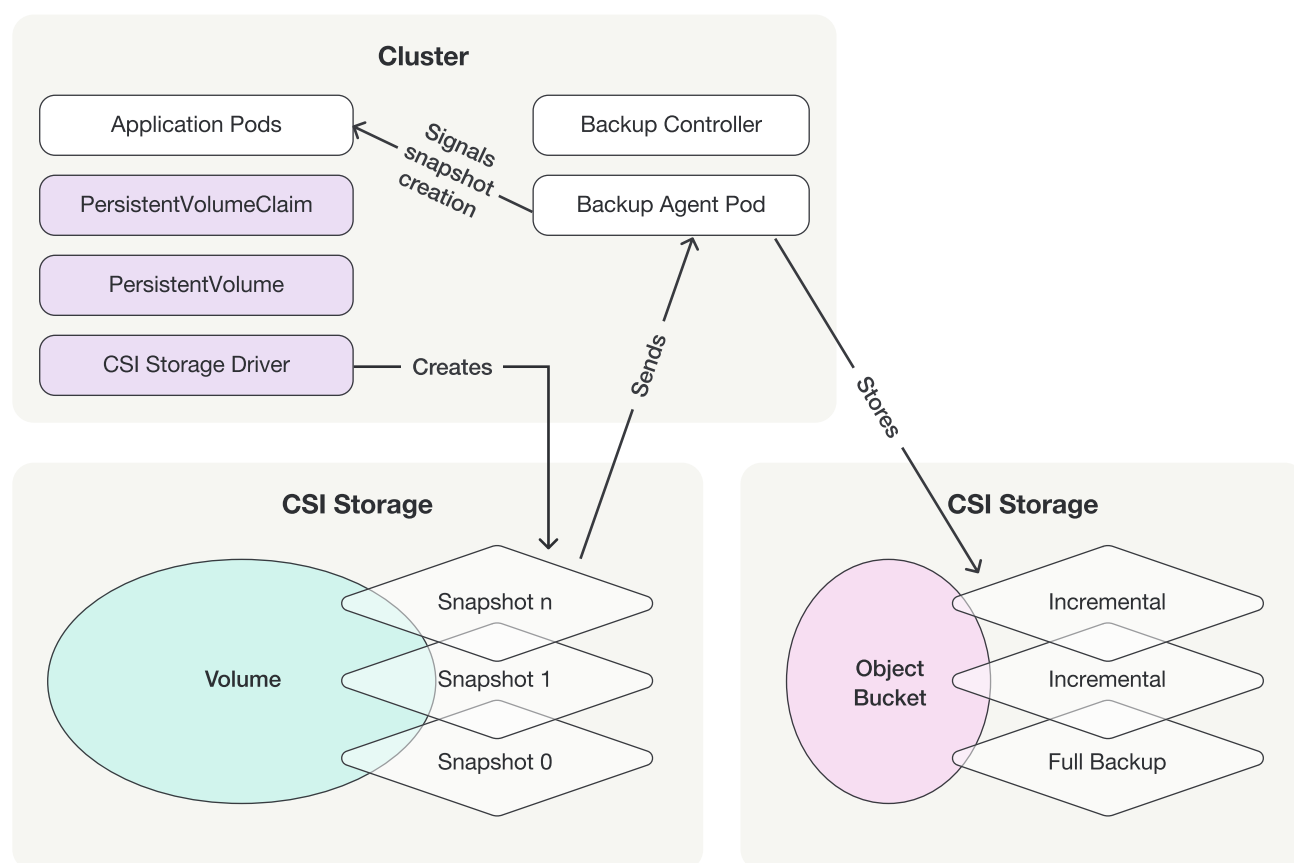 Cluster
Application Pods
Backup Controller
Signals
snapshot
creation
PersistentVolumeClaim
Backup Agent Pod
PersistentVolume
CSI Storage Driver
Creates
Sends
Stores
CSI Storage
Volume
Snapshot n
Snapshot 1
Snapshot 0
CSI Storage
Object
Bucket
Incremental
Incremental
Full Backup